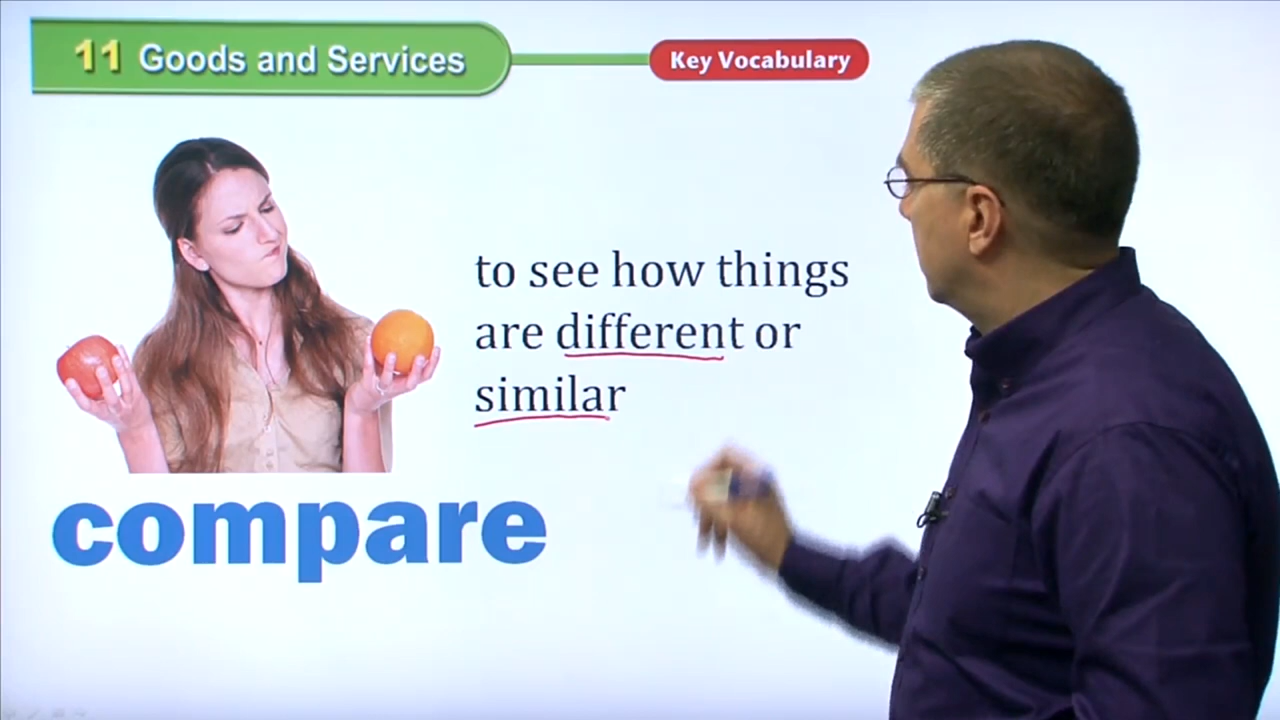 11 Goods and Services
Key Vocabulary
to see how things
are different or
similar
compare